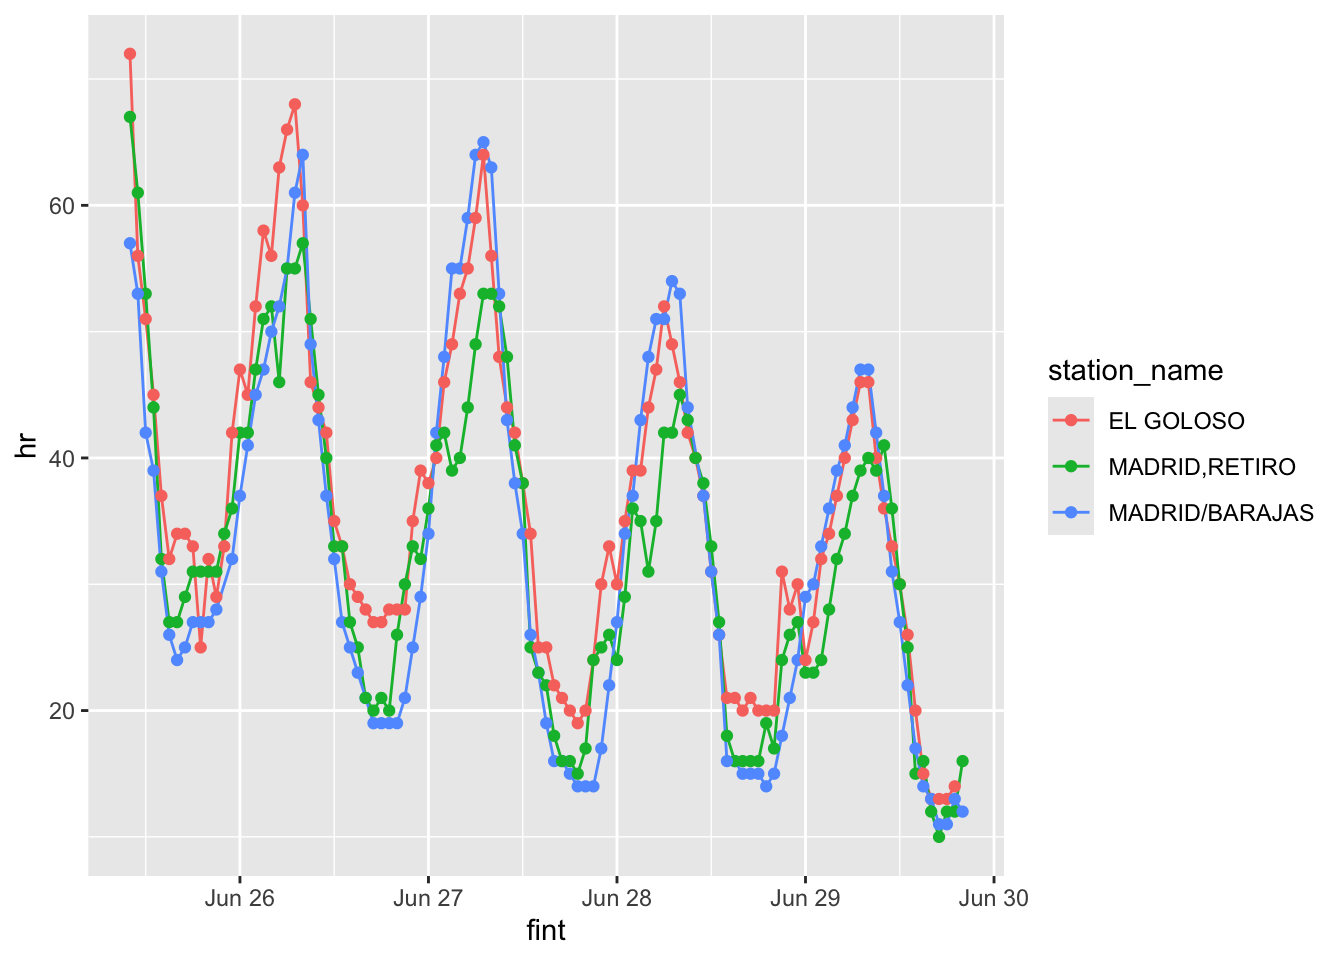 60
40
20
hr
Jun 26
Jun 27
Jun 28
Jun 29
Jun 30
fint
station_name
EL GOLOSO
MADRID,RETIRO
MADRID/BARAJAS